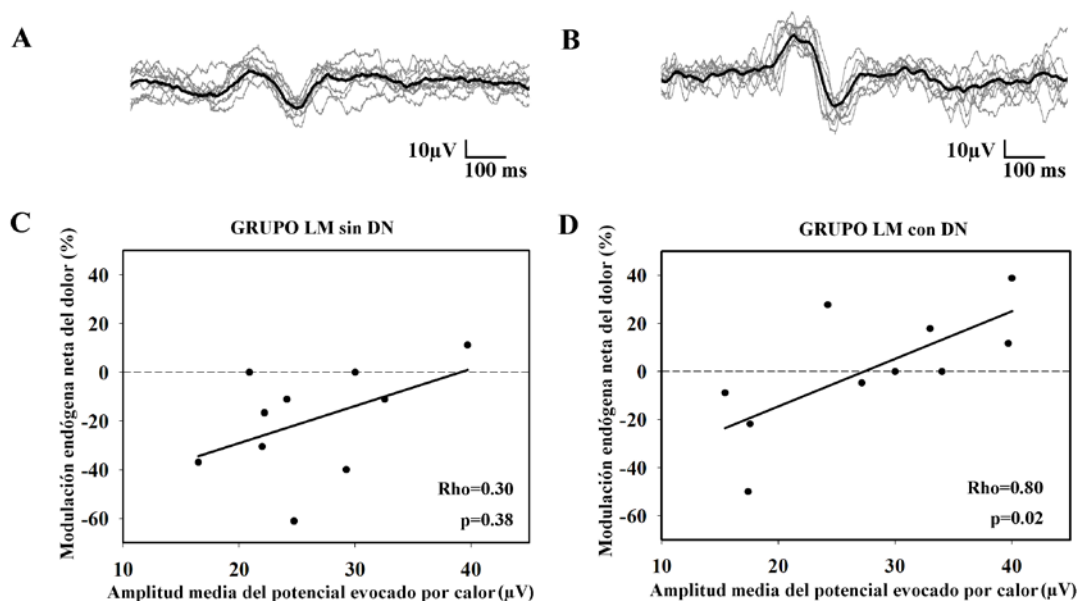 A
10µV
100 ms
B
10µV
100 ms
C
GRUPO LM sin DN
Modulación endógena neta del dolor (%)
40
20
0
-20
-40
-60
Rho=0.30
p=0.38
10
20
30
40
Amplitud media del potencial evocado por calor (µV)
D
GRUPO LM con DN
Modulación endógena neta del dolor (%)
40
20
0
-20
-40
-60
Rho=0.80
p=0.02
10
20
30
40
Amplitud media del potencial evocado por calor (µV)